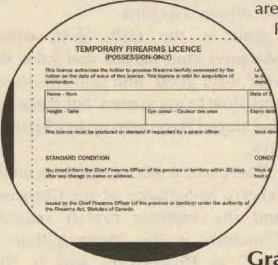 are
TEMPORARY FIREARMS LICENCE
(POSSESSION-ONLY)
This licence authorizes the holder to possess firearms lawfully possessed by the
holder on the date of issue of this licence. This licence is valid for acquisition of
ammunition.
Name - Nom
Date of
Height - Taille Eye colour - Couleur des yeux Expiry date
This licence must be produced on demand if requested by a peace officer. Vous
STANDARD CONDITION
You must inform the Chief Firearms Officer of the province or territory within 30 days
after any change in name or address.
Issued by the Chief Firearms Officer (of the province or territory) under the authority of
the Firearms Act, Statutes of Canada.
Gra